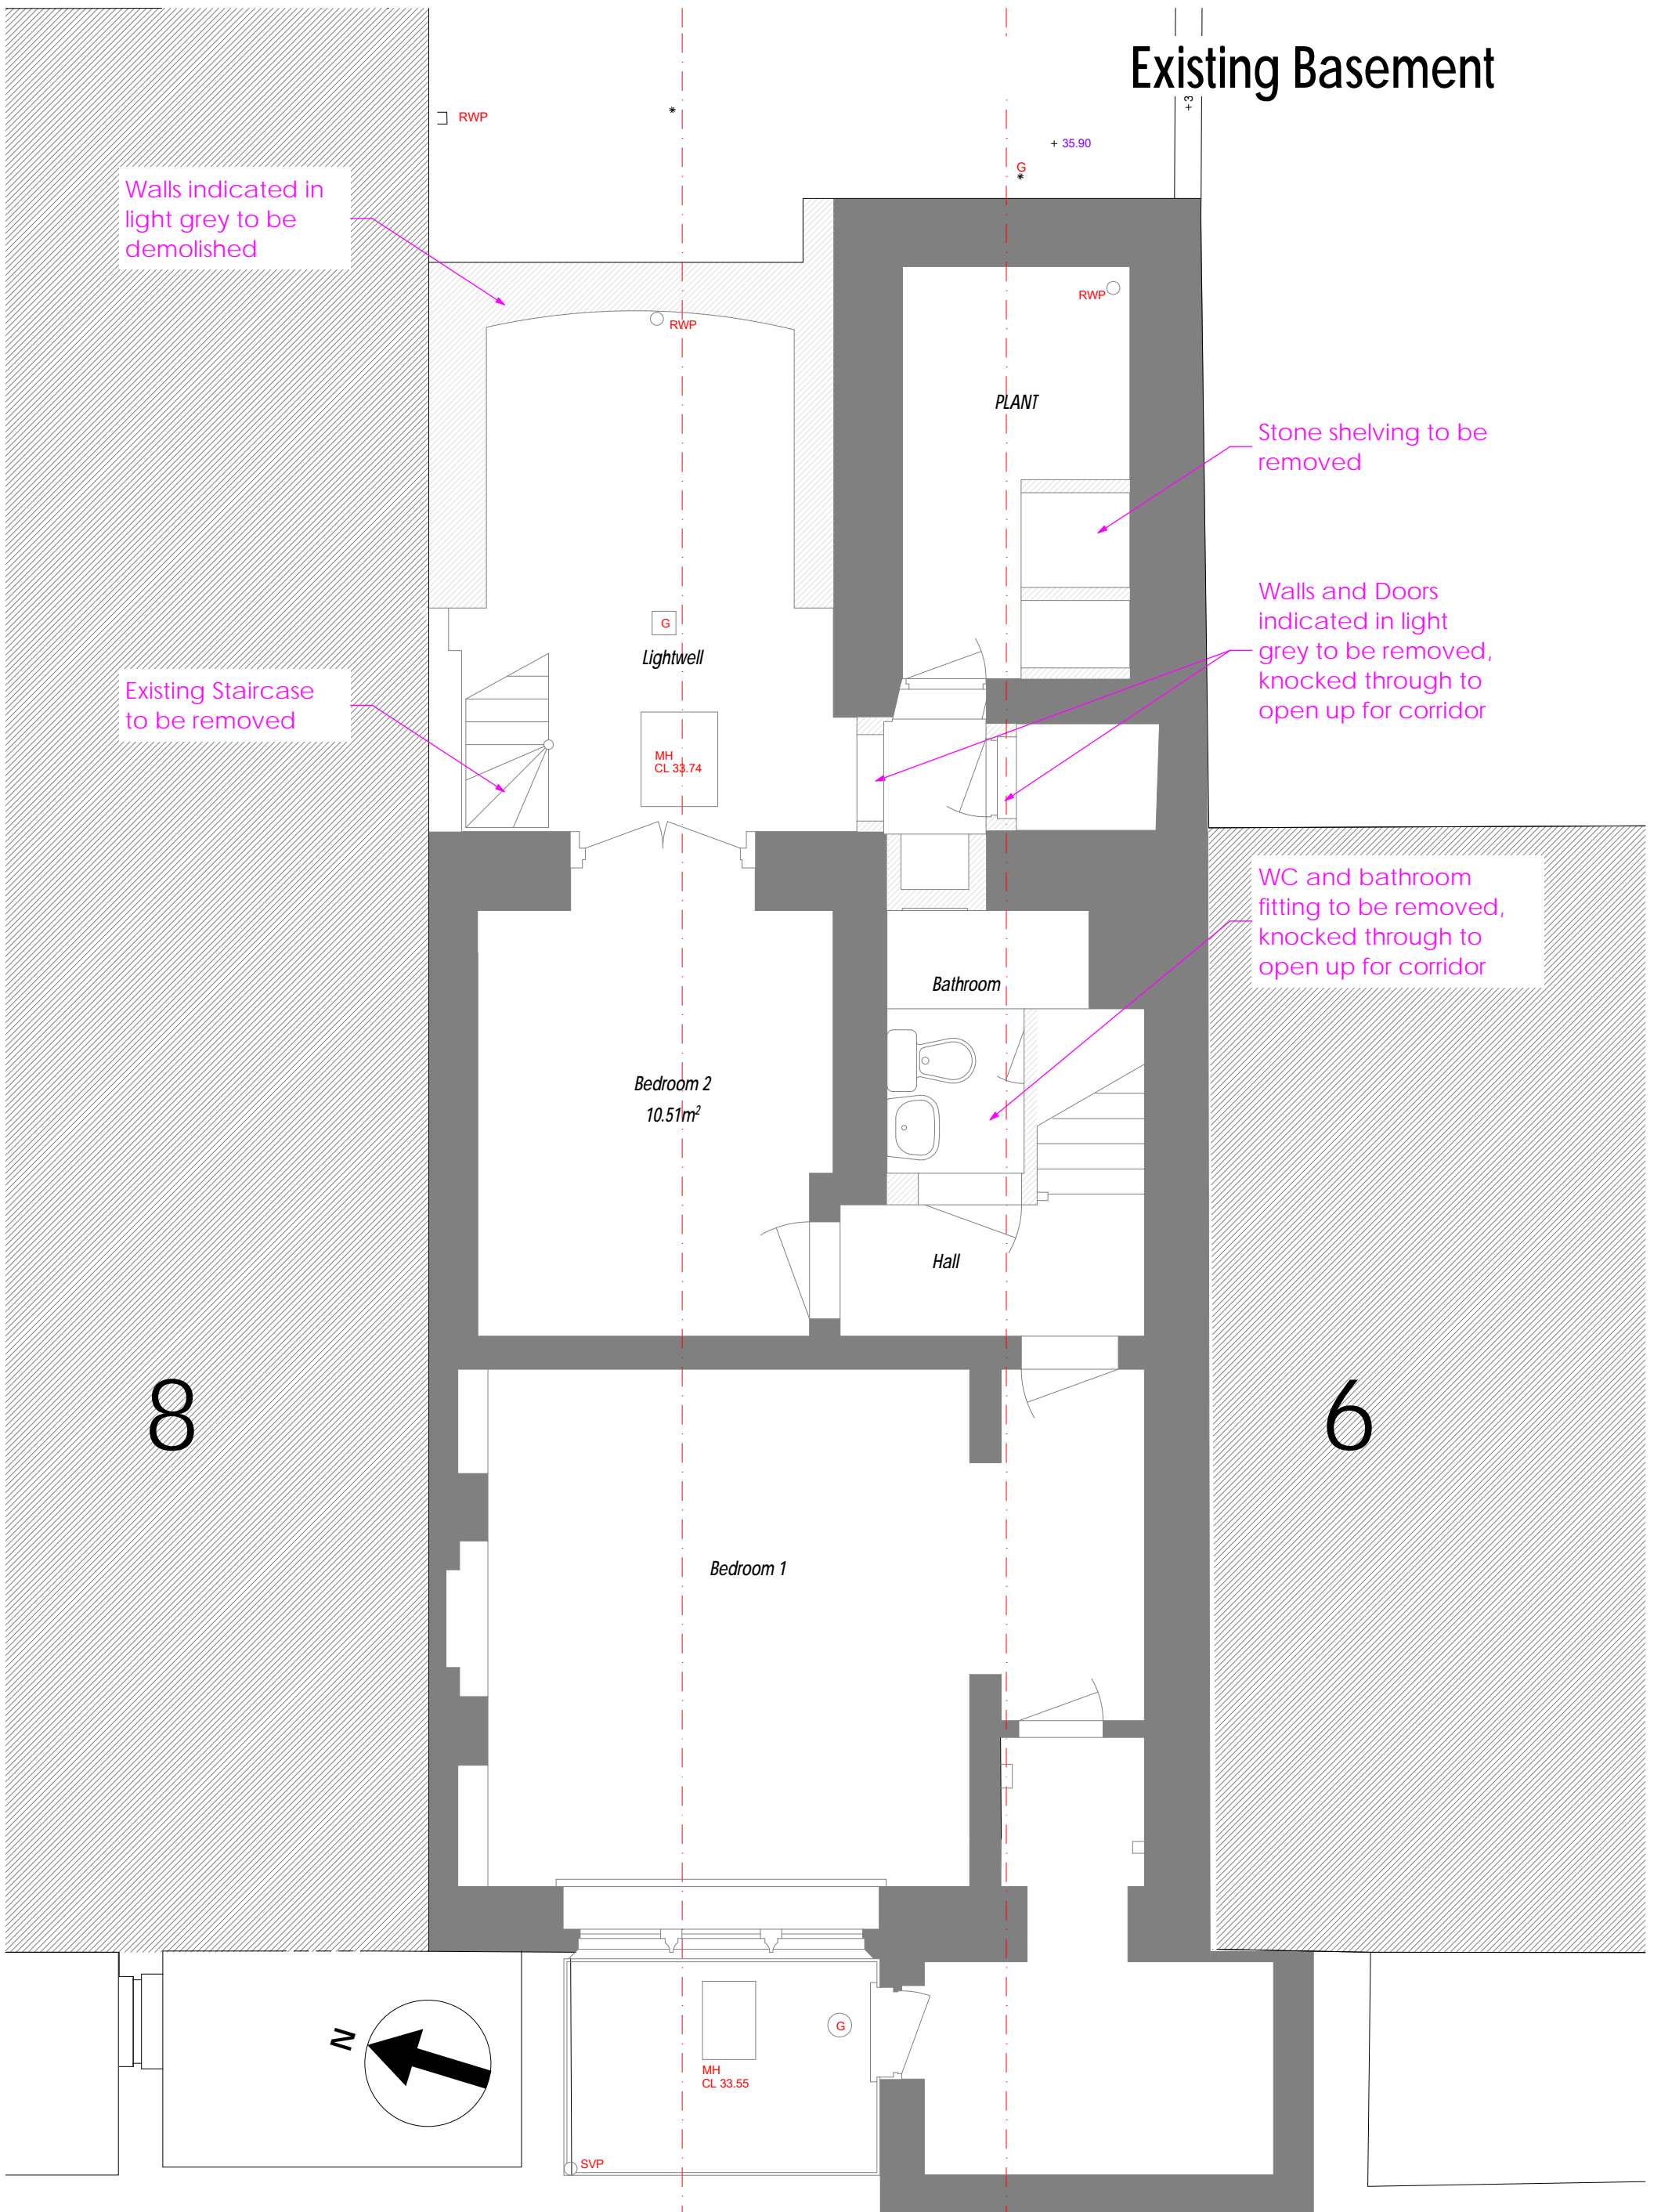 Existing Basement
+3
RWP
+ 35.90
G
Walls indicated in
light grey to be
demolished
RWP
RWP
PLANT
Stone shelving to be
removed
Walls and Doors
indicated in light
grey to be removed,
knocked through to
open up for corridor
G
Lightwell
Existing Staircase
to be removed
MH
CL 33.74
WC and bathroom
fitting to be removed,
knocked through to
open up for corridor
Bathroom
Bedroom 2
10.51m²
Hall
8
6
Bedroom 1
N
G
MH
CL 33.55
SVP